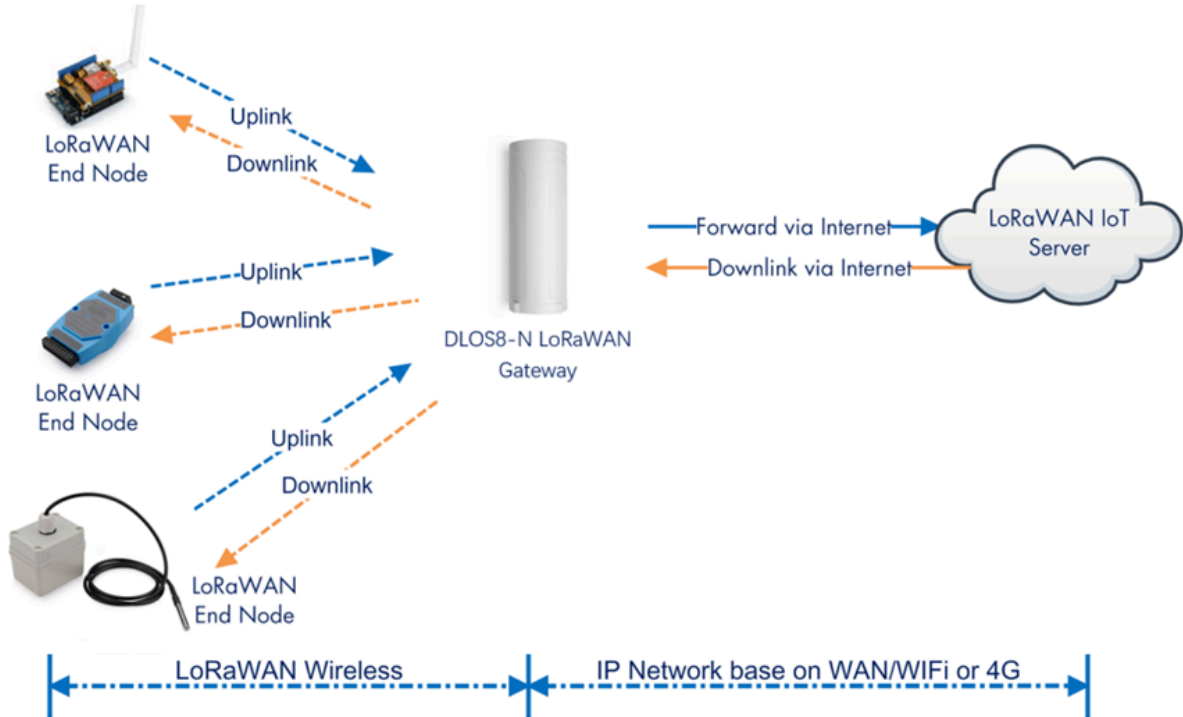 Uplink
Downlink
LoRaWAN
End Node
Uplink
Downlink
LoRaWAN
End Node
Uplink
Downlink
LoRaWAN
End Node
DLOS8-N LoRaWAN
Gateway
Forward via Internet
Downlink via Internet
LoRaWAN IoT
Server
LoRaWAN Wireless
IP Network base on WAN/WIFi or 4G